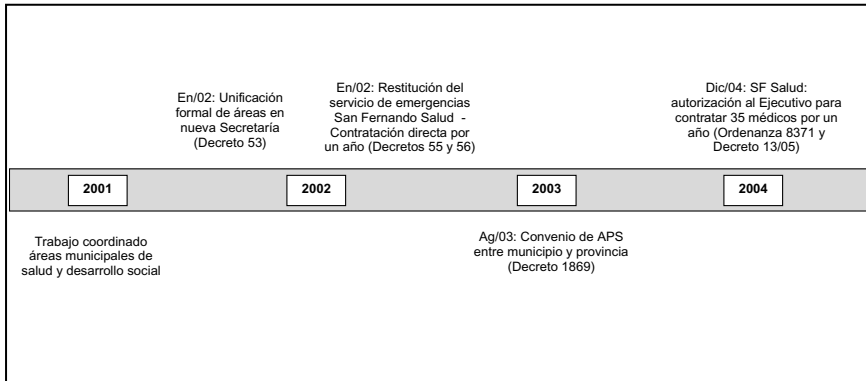 En/02: Unificación
formal de áreas en
nueva Secretaría
(Decreto 53)
En/02: Restitución del
servicio de emergencias
San Fernando Salud -
Contratación directa por
un año (Decretos 55 y 56)
Dic/04: SF Salud:
autorización al Ejecutivo para
contratar 35 médicos por un
año (Ordenanza 8371 y
Decreto 13/05)
2001
2002
2003
2004
Trabajo coordinado
áreas municipales de
salud y desarrollo social
Ag/03: Convenio de APS
entre municipio y provincia
(Decreto 1869)